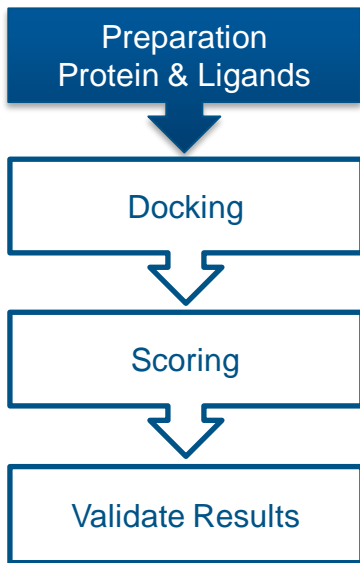 Preparation
Protein & Ligands
Docking
Scoring
Validate Results